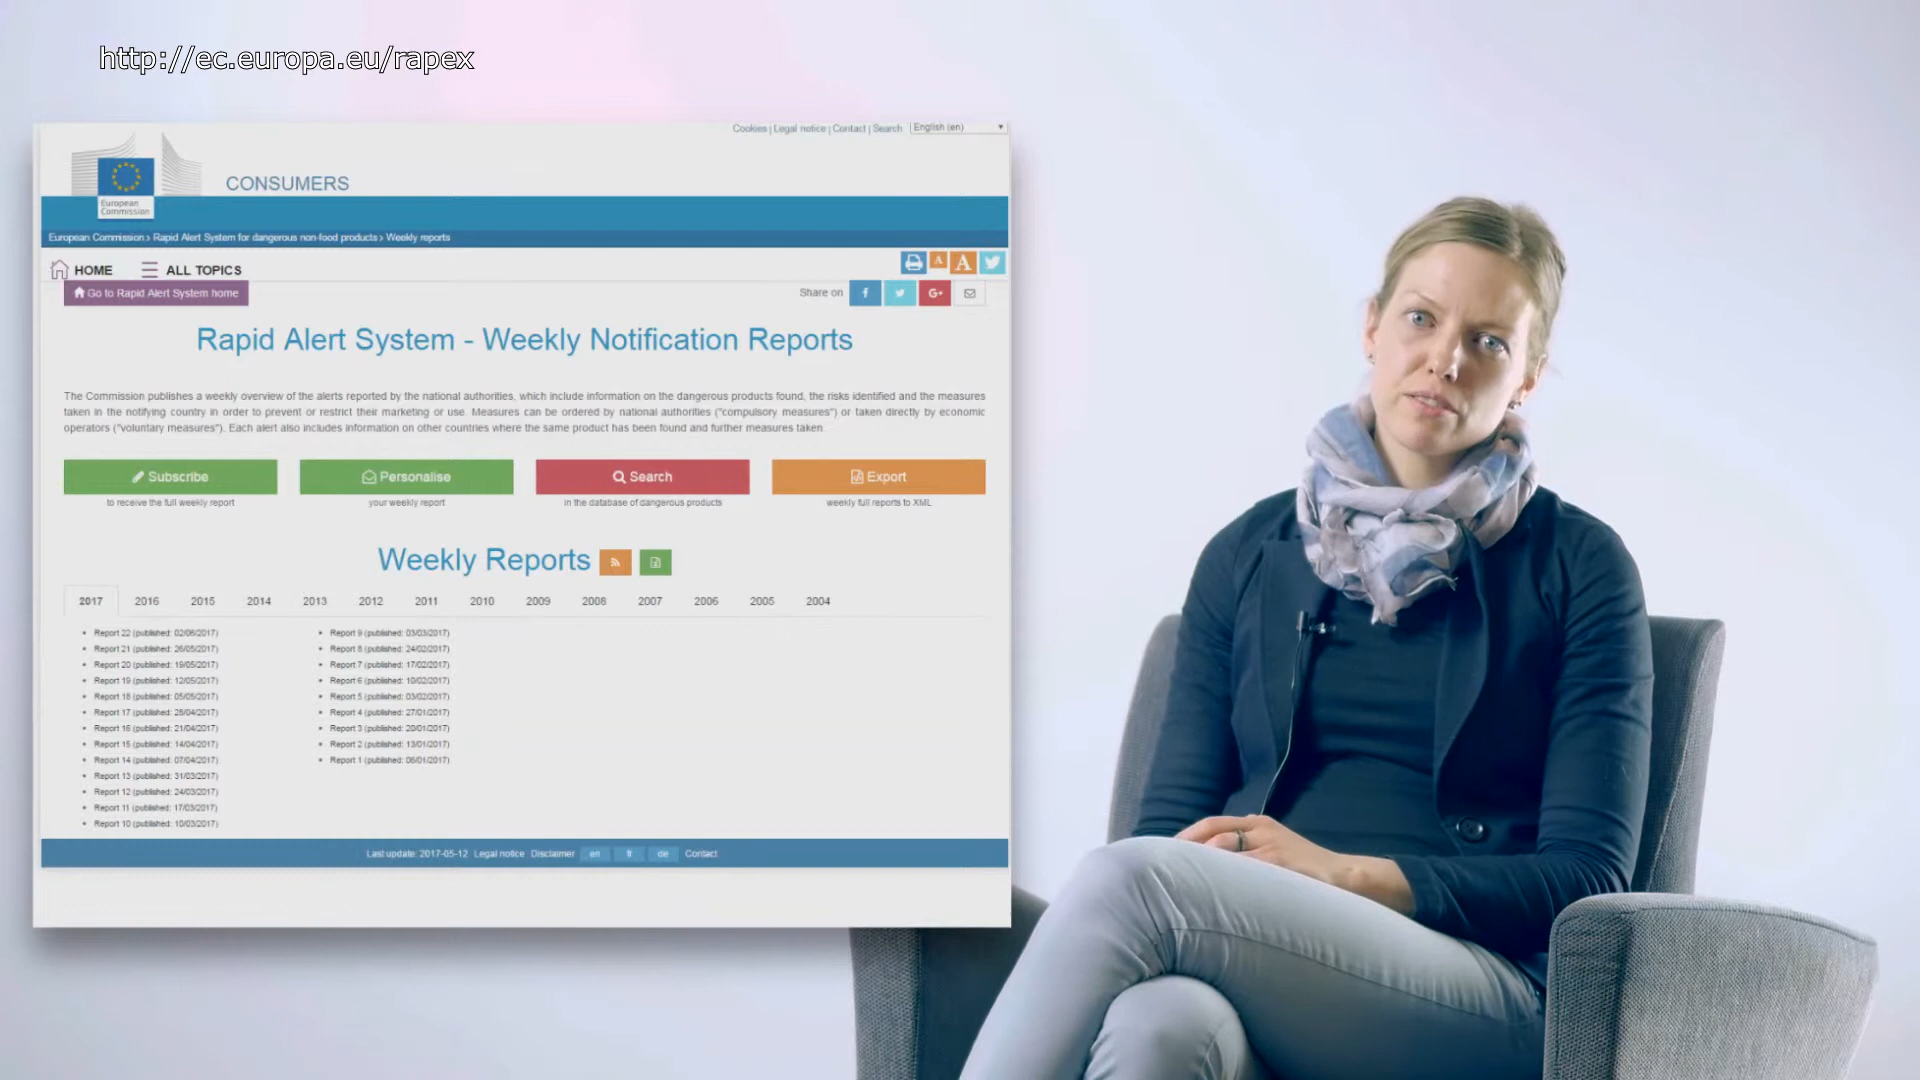 http://ec.europa.eu/rapex
Cookies | Legal notice | Contact | Search English (en)
European
Commission
CONSUMERS
European Commission › Rapid Alert System for dangerous non-food products › Weekly reports
HOME ALL TOPICS
A A
Go to Rapid Alert System home
Share on f G+
Rapid Alert System - Weekly Notification Reports
The Commission publishes a weekly overview of the alerts reported by the national authorities, which include information on the dangerous products found, the risks identified and the measures
taken in the notifying country in order to prevent or restrict their marketing or use. Measures can be ordered by national authorities ("compulsory measures") or taken directly by economic
operators ("voluntary measures"). Each alert also includes information on other countries where the same product has been found and further measures taken
Subscribe Personalise Search Export
to receive the full weekly report your weekly report in the database of dangerous products weekly full reports to XML
Weekly Reports
2017 2016 2015 2014 2013 2012 2011 2010 2009 2008 2007 2006 2005 2004
Report 22 (published: 02/06/2017)
Report 21 (published: 26/05/2017)
Report 20 (published: 19/05/2017)
Report 19 (published: 12/05/2017)
Report 18 (published: 05/05/2017)
Report 17 (published: 28/04/2017)
Report 16 (published: 21/04/2017)
Report 15 (published: 14/04/2017)
Report 14 (published: 07/04/2017)
Report 13 (published: 31/03/2017)
Report 12 (published: 24/03/2017)
Report 11 (published: 17/03/2017)
Report 10 (published: 10/03/2017)
Report 9 (published: 03/03/2017)
Report 8 (published: 24/02/2017)
Report 7 (published: 17/02/2017)
Report 6 (published: 10/02/2017)
Report 5 (published: 03/02/2017)
Report 4 (published: 27/01/2017)
Report 3 (published: 20/01/2017)
Report 2 (published: 13/01/2017)
Report 1 (published: 06/01/2017)
Last update: 2017-05-12 Legal notice Disclaimer en fr de Contact